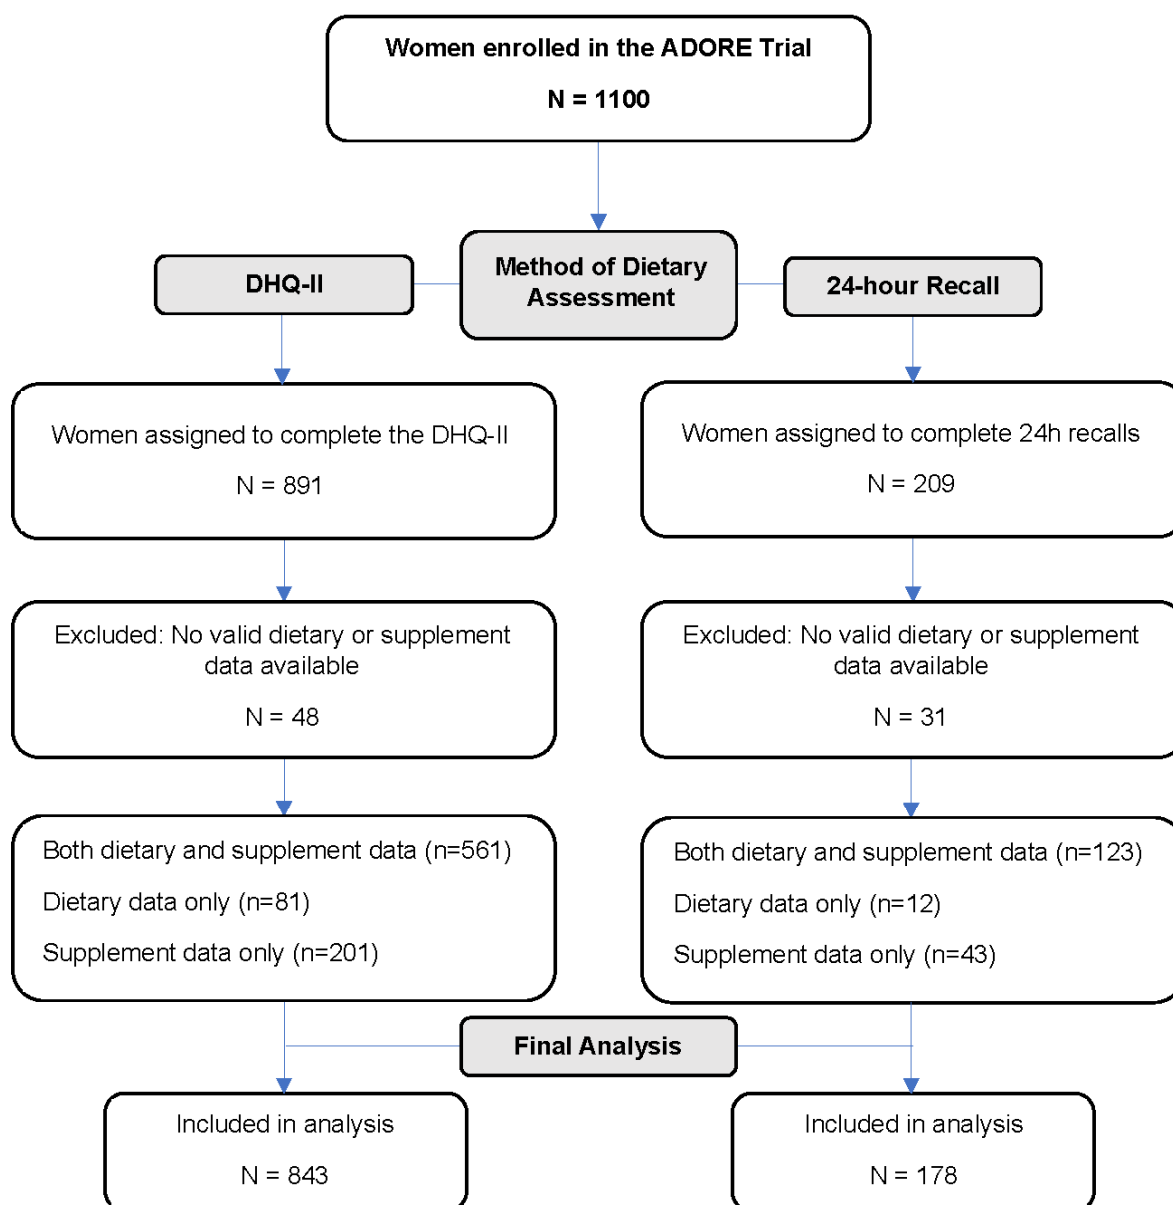 Women enrolled in the ADORE Trial
N = 1100
Method of Dietary
Assessment
DHQ-II
24-hour Recall
Women assigned to complete the DHQ-II
N = 891
Women assigned to complete 24h recalls
N = 209
Excluded: No valid dietary or supplement
data available
N = 48
Excluded: No valid dietary or supplement
data available
N = 31
Both dietary and supplement data (n=561)
Dietary data only (n=81)
Supplement data only (n=201)
Both dietary and supplement data (n=123)
Dietary data only (n=12)
Supplement data only (n=43)
Final Analysis
Included in analysis
N = 843
Included in analysis
N = 178